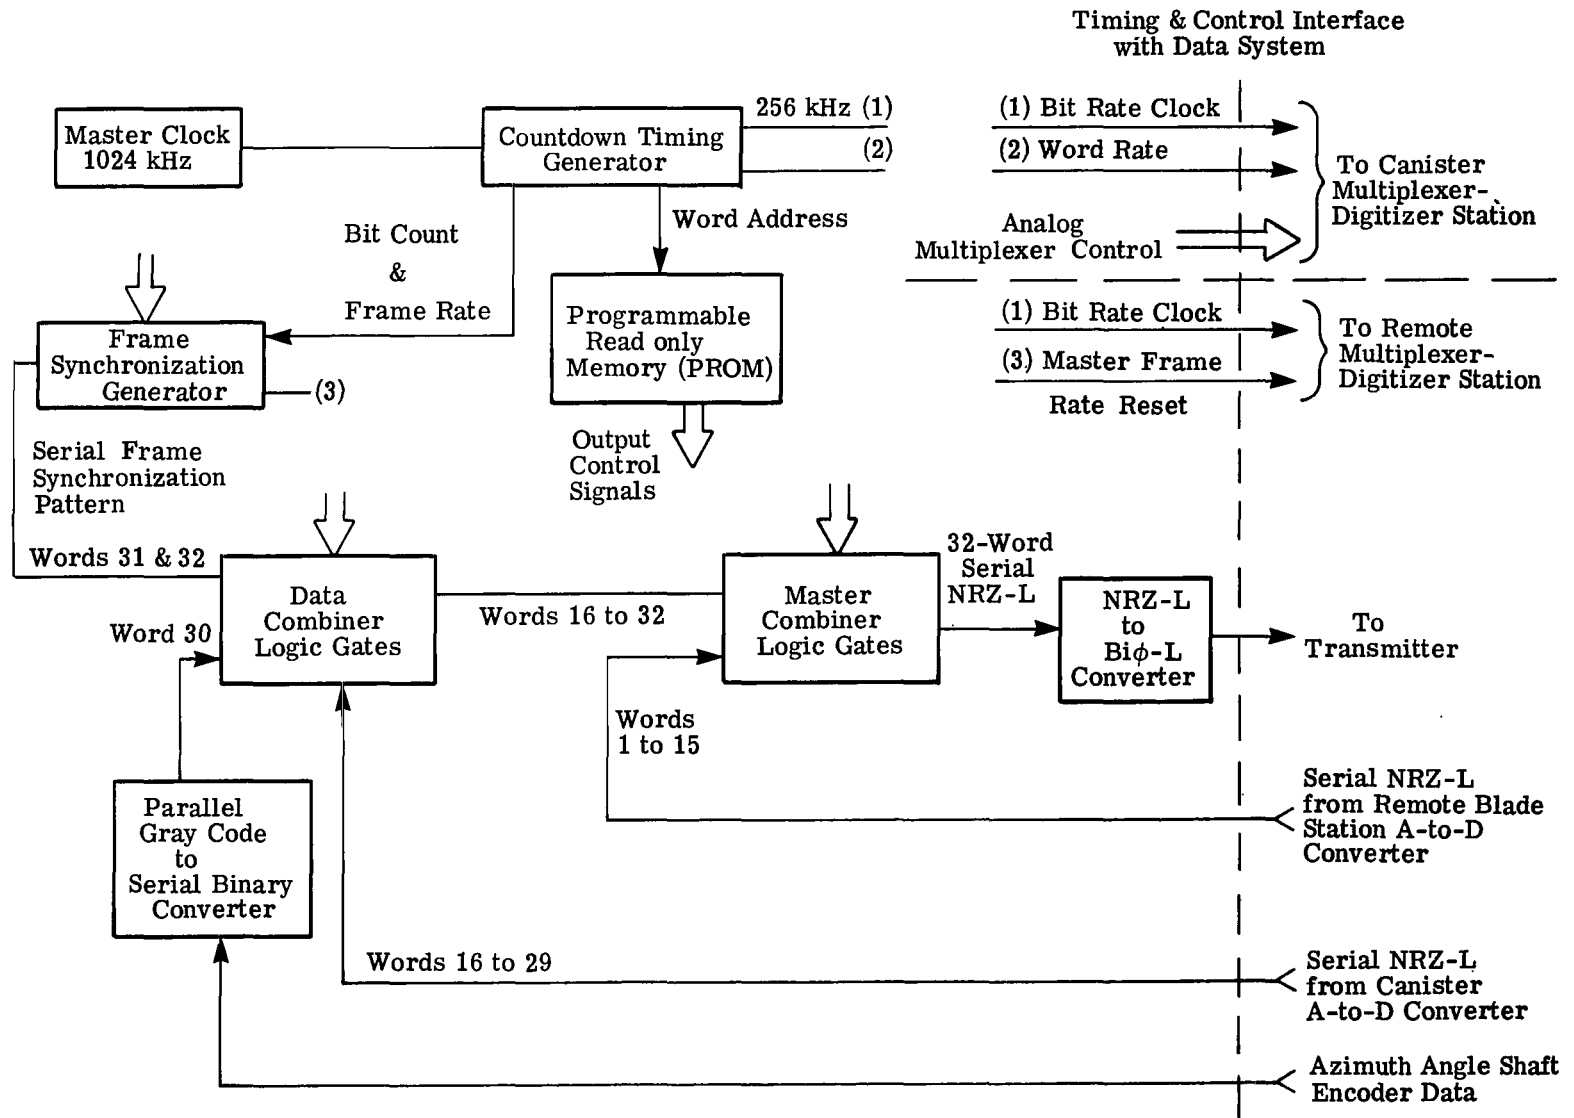 Timing & Control Interface
with Data System
Master Clock
1024 kHz
Countdown Timing
Generator
256 kHz (1)
(2)
(1) Bit Rate Clock
(2) Word Rate
Analog
Multiplexer Control
To Canister
Multiplexer-
Digitizer Station
Bit Count
&
Frame Rate
Word Address
Programmable
Read only
Memory (PROM)
Output
Control
Signals
Frame
Synchronization
Generator
(3)
(1) Bit Rate Clock
(3) Master Frame
Rate Reset
To Remote
Multiplexer-
Digitizer Station
Serial Frame
Synchronization
Pattern
Words 31 & 32
Data
Combiner
Logic Gates
Word 30
Words 16 to 32
Master
Combiner
Logic Gates
32-Word
Serial
NRZ-L
NRZ-L
to
Biϕ-L
Converter
To
Transmitter
Words
1 to 15
Parallel
Gray Code
to
Serial Binary
Converter
Serial NRZ-L
from Remote Blade
Station A-to-D
Converter
Words 16 to 29
Serial NRZ-L
from Canister
A-to-D Converter
Azimuth Angle Shaft
Encoder Data